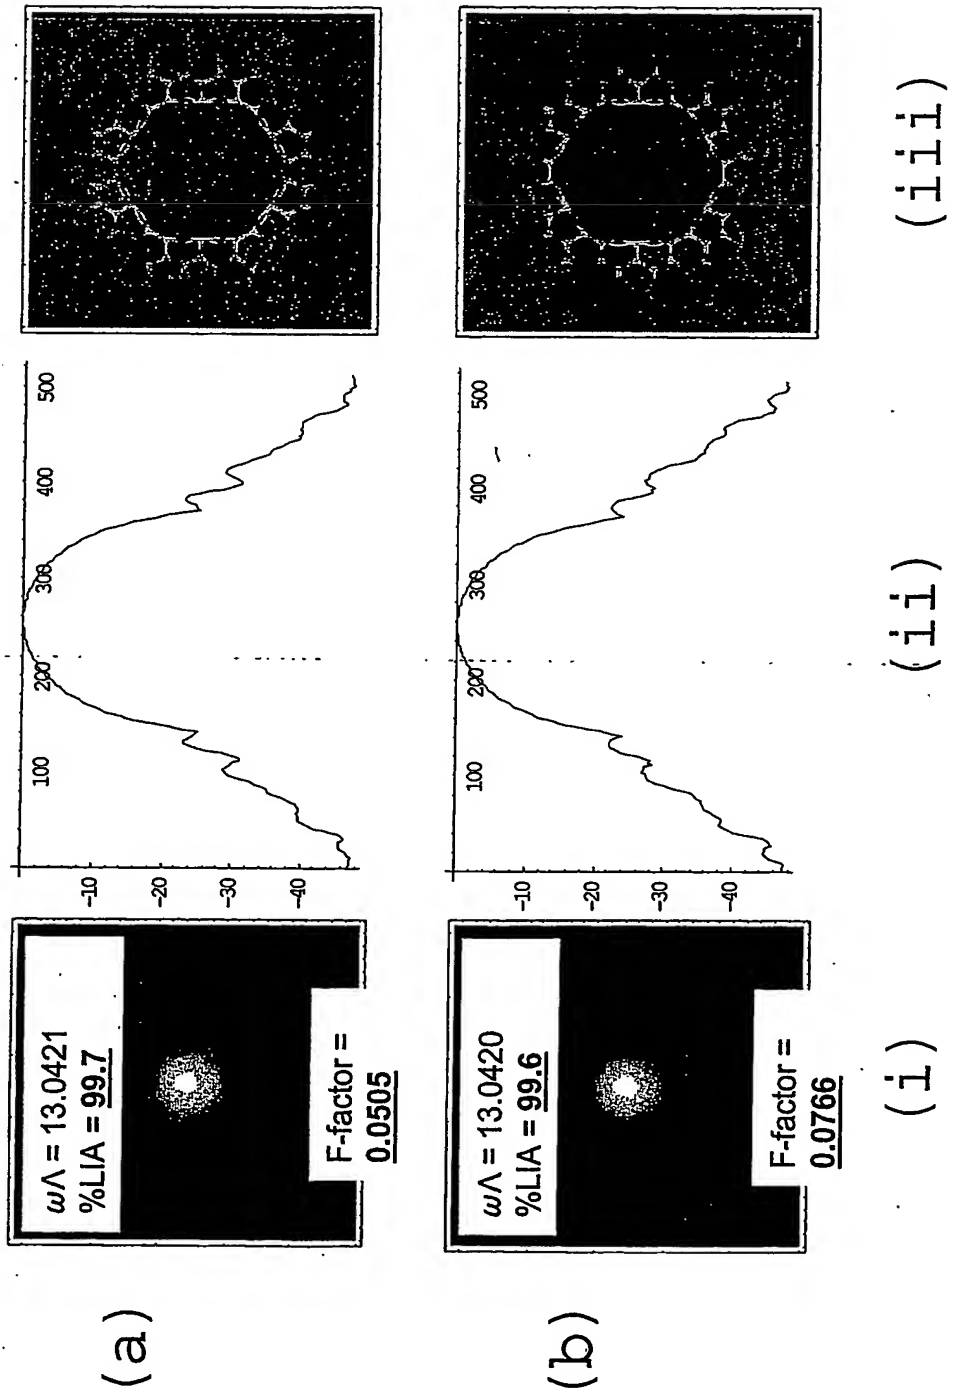 (a)
ωΛ = 13.0421
%LIA = 99.7
F-factor =
0.0505
-10
-20
-30
-40
100
200
300
400
500
(b)
ωΛ = 13.0420
%LIA = 99.6
F-factor =
0.0766
-10
-20
-30
-40
100
200
300
400
500
(i)
(ii)
(iii)